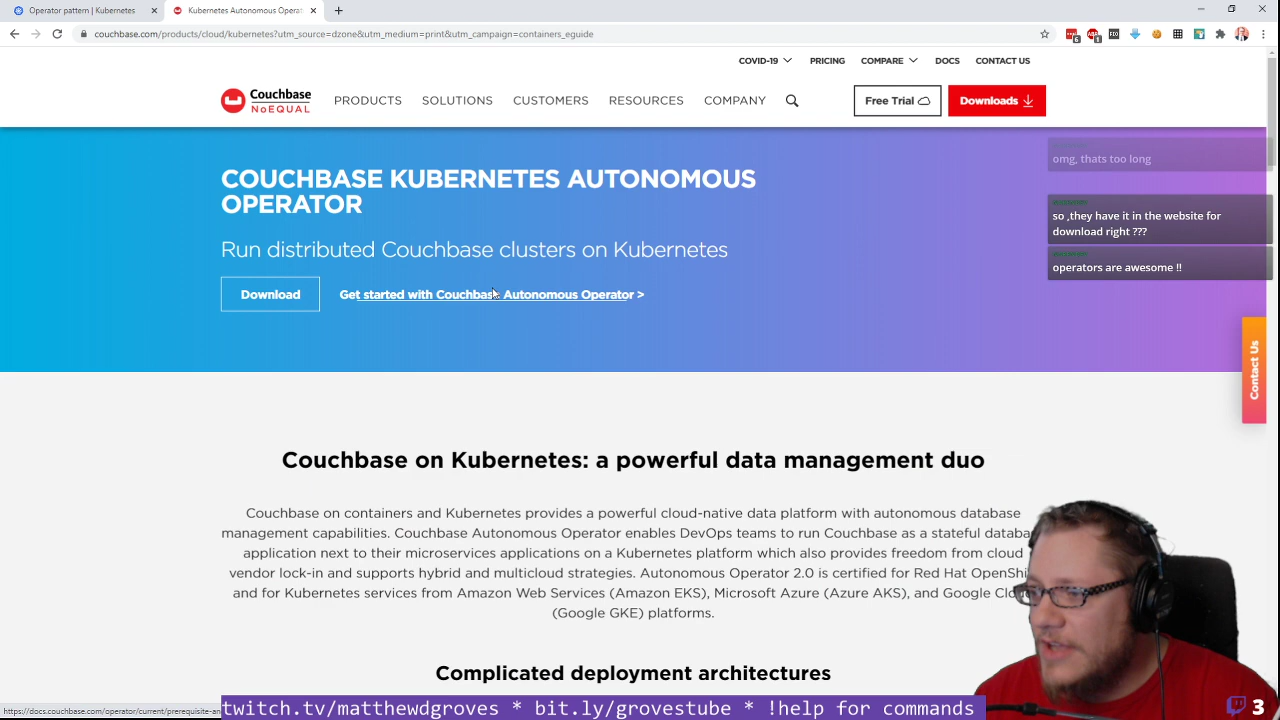 Operator pattern | Kubernetes
Kubernetes Autonomous Operat
couchbase.com/products/cloud/kubernetes?utm_source=dzone&utm_medium=print&utm_campaign=containers_eguide
COVID-19
PRICING
COMPARE
DOCS
CONTACT US
Couchbase
NoEQUAL
PRODUCTS
SOLUTIONS
CUSTOMERS
RESOURCES
COMPANY
Free Trial
Downloads
COUCHBASE KUBERNETES AUTONOMOUS
OPERATOR
Run distributed Couchbase clusters on Kubernetes
Download
Get started with Couchbase Autonomous Operator >
omg, thats too long
so ,they have it in the website for
download right ???
operators are awesome !!
Contact Us
Couchbase on Kubernetes: a powerful data management duo
Couchbase on containers and Kubernetes provides a powerful cloud-native data platform with autonomous database
management capabilities. Couchbase Autonomous Operator enables DevOps teams to run Couchbase as a stateful databa
application next to their microservices applications on a Kubernetes platform which also provides freedom from cloud
vendor lock-in and supports hybrid and multicloud strategies. Autonomous Operator 2.0 is certified for Red Hat OpenShi
and for Kubernetes services from Amazon Web Services (Amazon EKS), Microsoft Azure (Azure AKS), and Google Clou
(Google GKE) platforms.
Complicated deployment architectures
https://docs.couchbase.com/operator/current/prerequisite-an
twitch.tv/matthewdgroves * bit.ly/grovestube * !help for commands
3